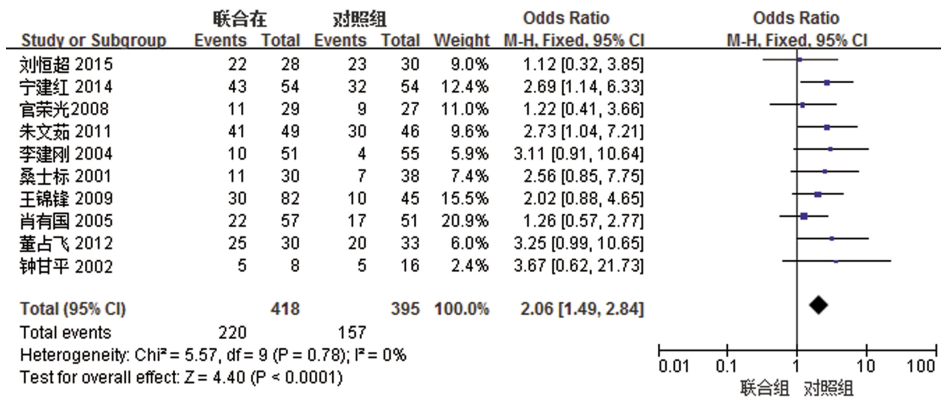 联合在 对照组 Odds Ratio Odds Ratio
Study or Subgroup Events Total Events Total Weight M-H, Fixed, 95% CI M-H, Fixed, 95% CI
刘恒超 2015 22 28 23 30 9.0% 1.12 [0.32, 3.85]
宁建红 2014 43 54 32 54 12.4% 2.69 [1.14, 6.33]
官荣光2008 11 29 9 27 11.0% 1.22 [0.41, 3.66]
朱文茹 2011 41 49 30 46 9.6% 2.73 [1.04, 7.21]
李建刚 2004 10 51 4 55 5.9% 3.11 [0.91, 10.64]
桑士标 2001 11 30 7 38 7.4% 2.56 [0.85, 7.75]
王锦锋 2009 30 82 10 45 15.5% 2.02 [0.88, 4.65]
肖有国 2005 22 57 17 51 20.9% 1.26 [0.57, 2.77]
董占飞 2012 25 30 20 33 6.0% 3.25 [0.99, 10.65]
钟甘平 2002 5 8 5 16 2.4% 3.67 [0.62, 21.73]
Total (95% CI) 418 395 100.0% 2.06 [1.49, 2.84]
Total events 220 157
Heterogeneity: Chi² = 5.57, df = 9 (P = 0.78); I² = 0%
Test for overall effect: Z = 4.40 (P < 0.0001)
0.01 0.1 1 10 100
联合组 对照组